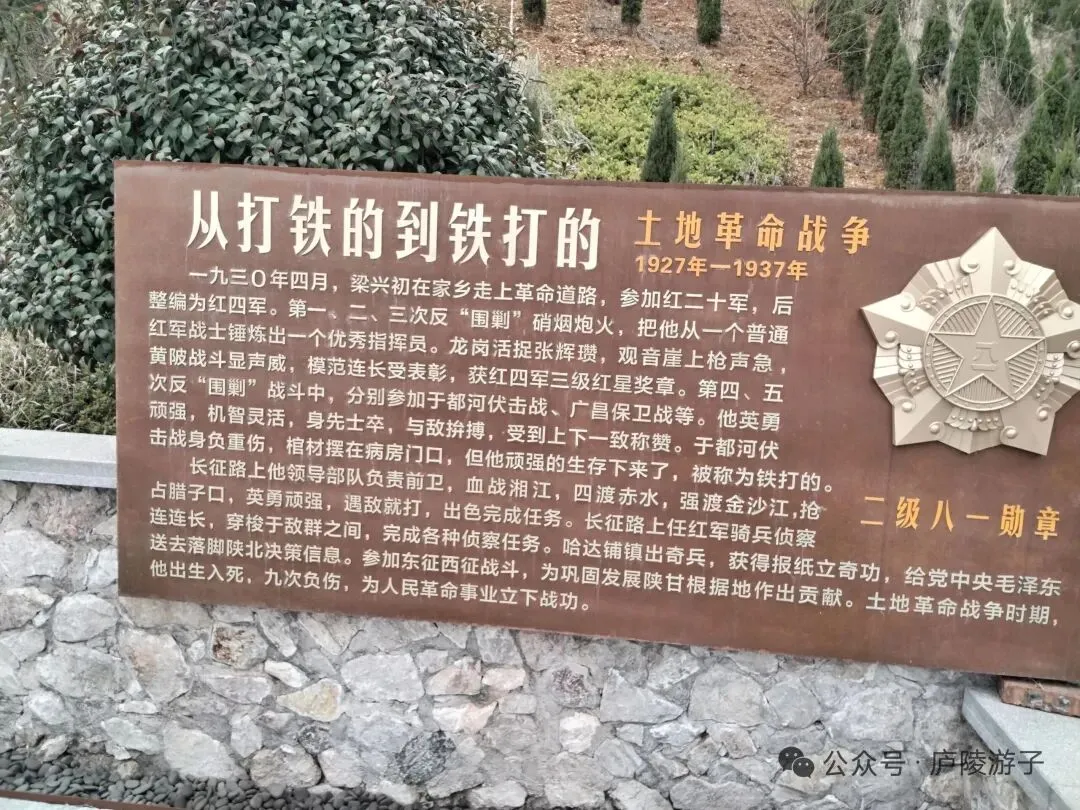 从打铁的到铁打的
土地革命战争
1927年—1937年
一九三〇年四月，梁兴初在家乡走上革命道路，参加红二十军，后
整编为红四军。第一、二、三次反“围剿”硝烟炮火，把他从一个普通
红军战士锤炼出一个优秀指挥员。龙岗活捉张辉瓒，观音崖上枪声急，
黄陂战斗显声威，模范连长受表彰，获红四军三级红星奖章。第四、五
次反“围剿”战斗中，分别参加于都河伏击战、广昌保卫战等。他英勇
顽强，机智灵活，身先士卒，与敌拚搏，受到上下一致称赞。于都河伏
击战身负重伤，棺材摆在病房门口，但他顽强的生存下来了，被称为铁打的。
长征路上他领导部队负责前卫，血战湘江，四渡赤水，强渡金沙江,抢
占腊子口，英勇顽强，遇敌就打，出色完成任务。长征路上任红军骑兵侦察
连连长，穿梭于敌群之间，完成各种侦察任务。哈达铺镇出奇兵，获得报纸立奇功，给党中央毛泽东
送去落脚陕北决策信息。参加东征西征战斗，为巩固发展陕甘根据地作出贡献。土地革命战争时期，
他出生入死，九次负伤，为人民革命事业立下战功。
八一
二级八一勋章
公众号 · 庐陵游子